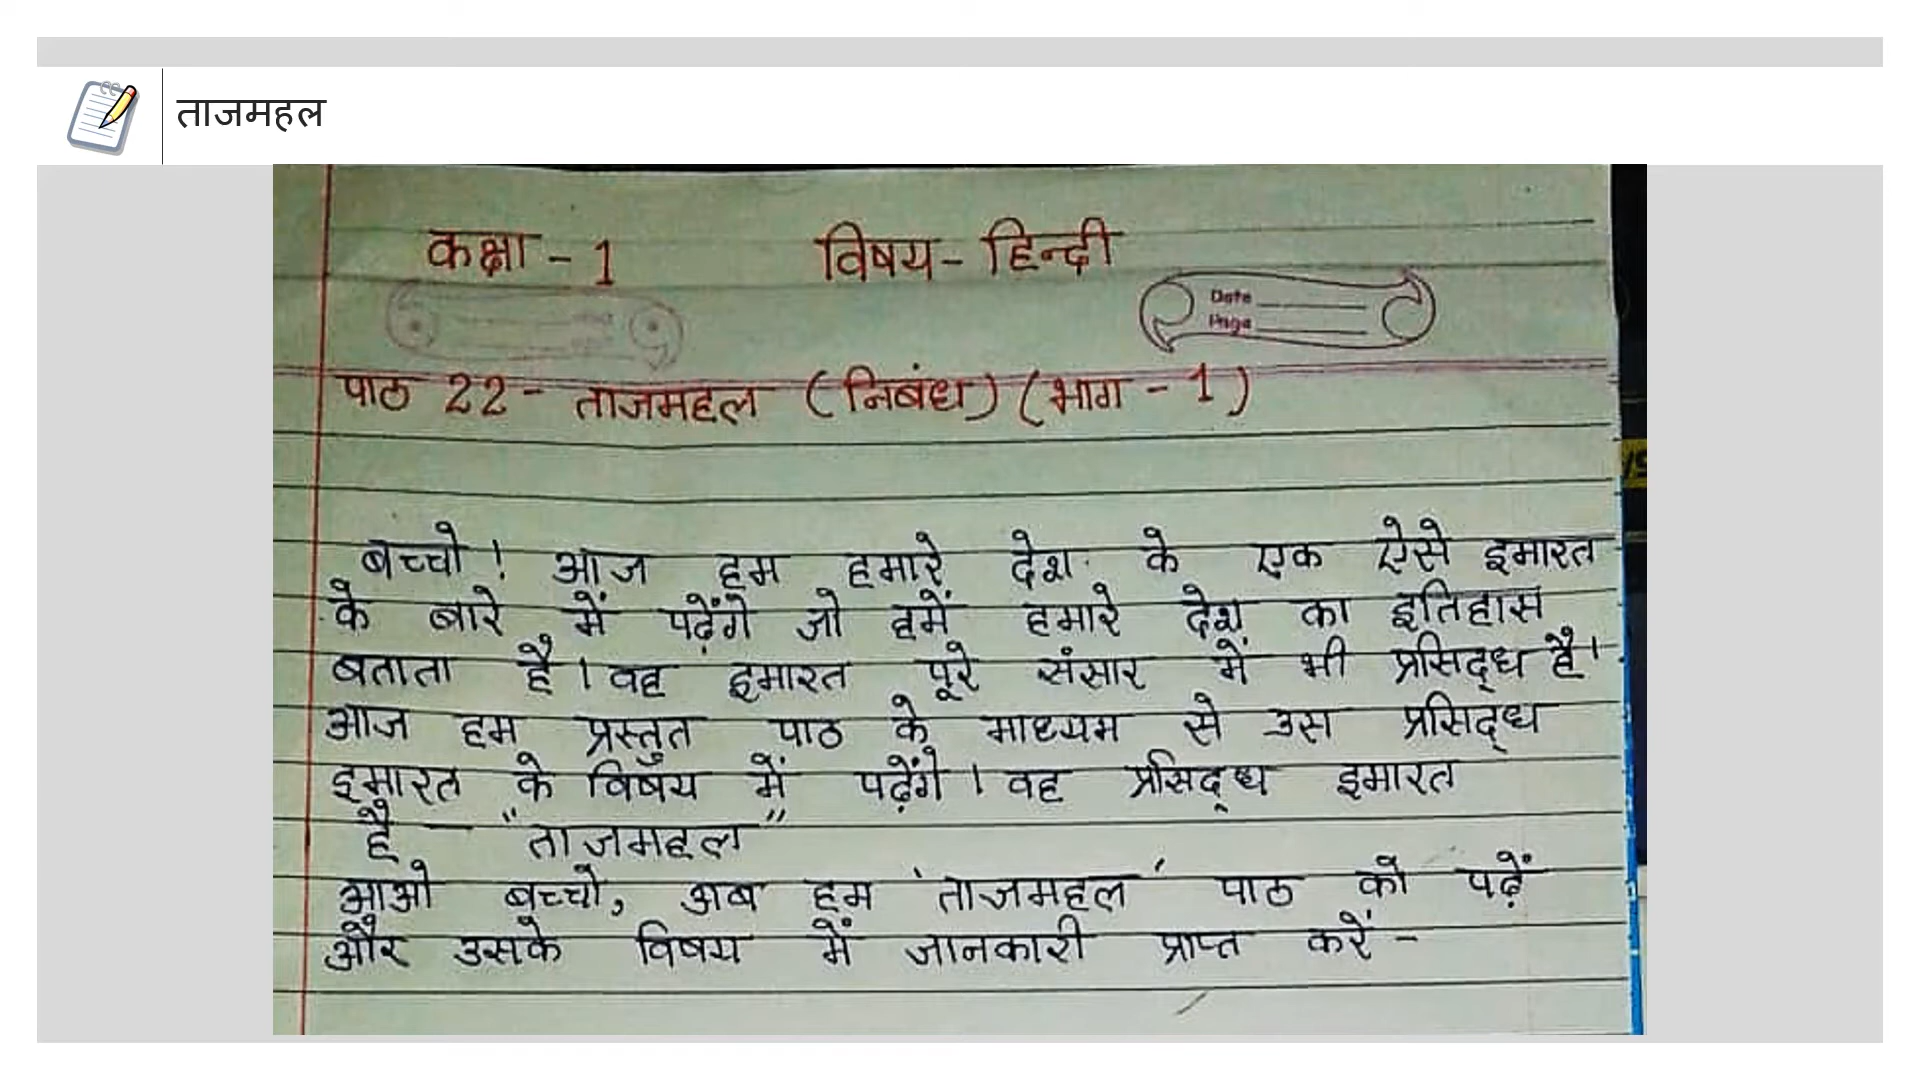 ताजमहल
कक्षा - 1 विषय - हिन्दी
Date
Page
पाठ 22 - ताजमहल (निबंध) (भाग - 1)
बच्चो! आज हम हमारे देश के एक ऐसे इमारत
के बारे में पढ़ेंगे जो हमें हमारे देश का इतिहास
बताता है। वह इमारत पूरे संसार में भी प्रसिद्ध है।
आज हम प्रस्तुत पाठ के माध्यम से उस प्रसिद्ध
इमारत के विषय में पढ़ेंगे। वह प्रसिद्ध इमारत
है - "ताजमहल"
आओ बच्चो, अब हम 'ताजमहल' पाठ को पढ़ें
और उसके विषय में जानकारी प्राप्त करें -